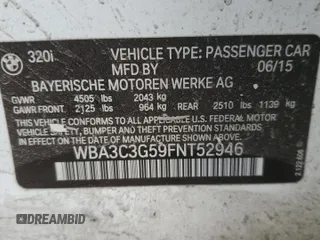 320i VEHICLE TYPE: PASSENGER CAR
MFD BY 06/15
BAYERISCHE MOTOREN WERKE AG
GVWR 4505 lbs 2043 kg
FRONT 2125 lbs 964 kg REAR 2510 lbs 1139 kg
THIS VEHICLE CONFORMS TO ALL APPLICABLE FEDERAL
MOTOR VEHICLE SAFETY, BUMPER, AND THEFT PREVENTION
STANDARDS IN EFFECT ON THE DATE OF MANUFACTURE
SHOWN ABOVE.
WBA3C3G59FNT52946
@DREAMBID